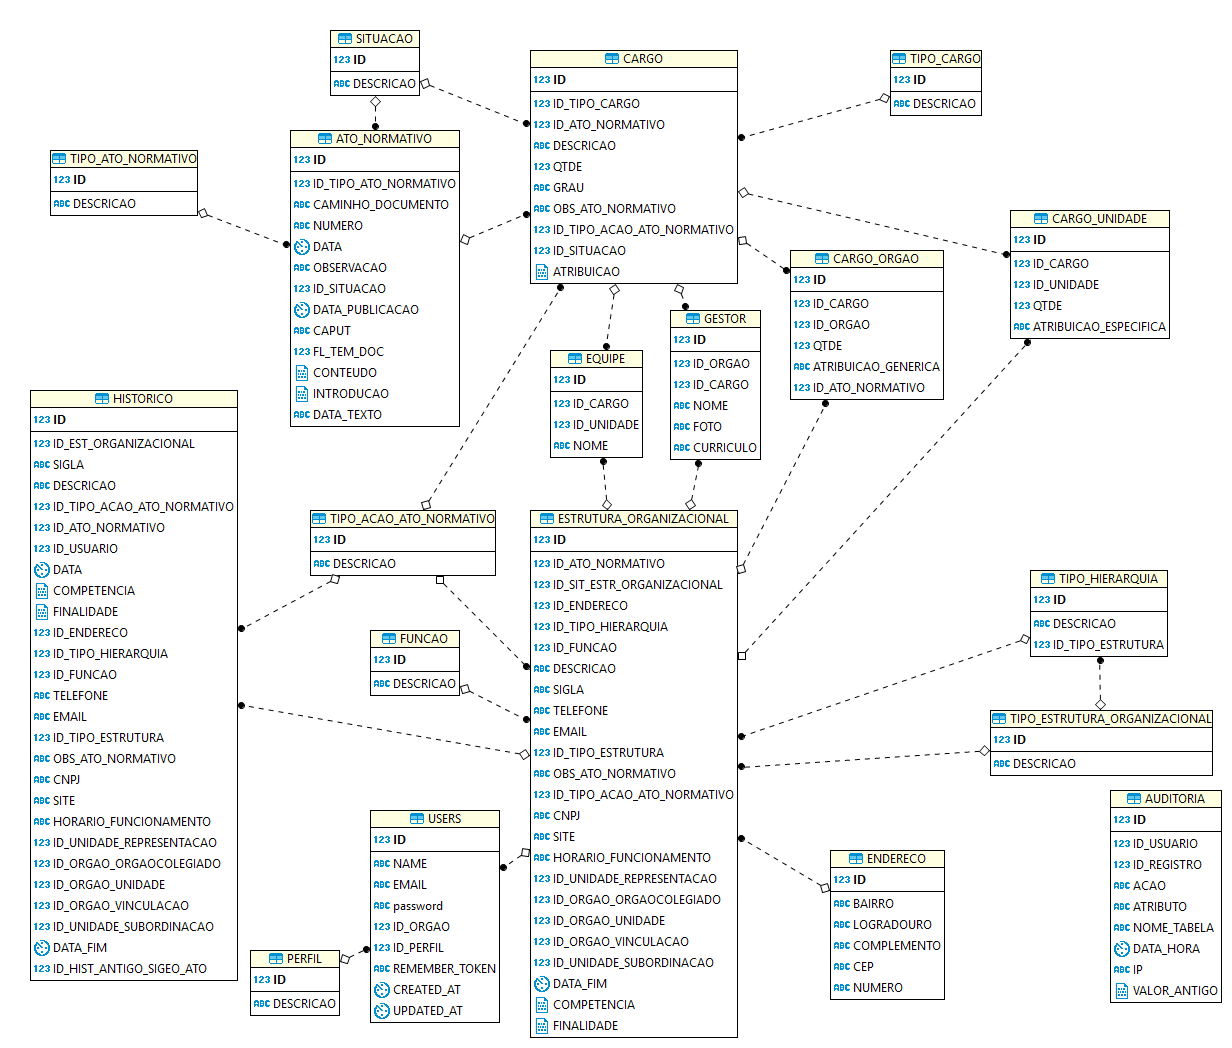 SITUACAO
123 ID
ABC DESCRICAO
CARGO
123 ID
123 ID_TIPO_CARGO
123 ID_ATO_NORMATIVO
ABC DESCRICAO
123 QTDE
ABC GRAU
ABC OBS_ATO_NORMATIVO
123 ID_TIPO_ACAO_ATO_NORMATIVO
123 ID_SITUACAO
ATRIBUICAO
TIPO_CARGO
123 ID
ABC DESCRICAO
TIPO_ATO_NORMATIVO
123 ID
ABC DESCRICAO
ATO_NORMATIVO
123 ID
123 ID_TIPO_ATO_NORMATIVO
ABC CAMINHO_DOCUMENTO
ABC NUMERO
DATA
ABC OBSERVACAO
123 ID_SITUACAO
DATA_PUBLICACAO
ABC CAPUT
123 FL_TEM_DOC
CONTEUDO
INTRODUCAO
ABC DATA_TEXTO
CARGO_UNIDADE
123 ID
123 ID_CARGO
123 ID_UNIDADE
123 QTDE
ABC ATRIBUICAO_ESPECIFICA
CARGO_ORGAO
123 ID
123 ID_CARGO
123 ID_ORGAO
123 QTDE
ABC ATRIBUICAO_GENERICA
123 ID_ATO_NORMATIVO
GESTOR
123 ID
123 ID_ORGAO
123 ID_CARGO
ABC NOME
ABC FOTO
ABC CURRICULO
EQUIPE
123 ID
123 ID_CARGO
123 ID_UNIDADE
ABC NOME
HISTORICO
123 ID
123 ID_EST_ORGANIZACIONAL
ABC SIGLA
ABC DESCRICAO
123 ID_TIPO_ACAO_ATO_NORMATIVO
123 ID_ATO_NORMATIVO
123 ID_USUARIO
DATA
COMPETENCIA
FINALIDADE
123 ID_ENDERECO
123 ID_TIPO_HIERARQUIA
123 ID_FUNCAO
ABC TELEFONE
ABC EMAIL
123 ID_TIPO_ESTRUTURA
ABC OBS_ATO_NORMATIVO
ABC CNPJ
ABC SITE
ABC HORARIO_FUNCIONAMENTO
123 ID_UNIDADE_REPRESENTACAO
123 ID_ORGAO_ORGAOCOLEGIADO
123 ID_ORGAO_UNIDADE
123 ID_ORGAO_VINCULACAO
123 ID_UNIDADE_SUBORDINACAO
DATA_FIM
123 ID_HIST_ANTIGO_SIGEO_ATO
TIPO_ACAO_ATO_NORMATIVO
123 ID
ABC DESCRICAO
FUNCAO
123 ID
ABC DESCRICAO
ESTRUTURA_ORGANIZACIONAL
123 ID
123 ID_ATO_NORMATIVO
123 ID_SIT_ESTR_ORGANIZACIONAL
123 ID_ENDERECO
123 ID_TIPO_HIERARQUIA
123 ID_FUNCAO
ABC DESCRICAO
ABC SIGLA
ABC TELEFONE
ABC EMAIL
123 ID_TIPO_ESTRUTURA
ABC OBS_ATO_NORMATIVO
123 ID_TIPO_ACAO_ATO_NORMATIVO
ABC CNPJ
ABC SITE
ABC HORARIO_FUNCIONAMENTO
123 ID_UNIDADE_REPRESENTACAO
123 ID_ORGAO_ORGAOCOLEGIADO
123 ID_ORGAO_UNIDADE
123 ID_ORGAO_VINCULACAO
123 ID_UNIDADE_SUBORDINACAO
DATA_FIM
COMPETENCIA
FINALIDADE
TIPO_HIERARQUIA
123 ID
ABC DESCRICAO
123 ID_TIPO_ESTRUTURA
TIPO_ESTRUTURA_ORGANIZACIONAL
123 ID
ABC DESCRICAO
USERS
123 ID
ABC NAME
ABC EMAIL
ABC password
123 ID_ORGAO
123 ID_PERFIL
ABC REMEMBER_TOKEN
CREATED_AT
UPDATED_AT
PERFIL
123 ID
ABC DESCRICAO
ENDERECO
123 ID
ABC BAIRRO
ABC LOGRADOURO
ABC COMPLEMENTO
ABC CEP
ABC NUMERO
AUDITORIA
123 ID
123 ID_USUARIO
123 ID_REGISTRO
ABC ACAO
ABC ATRIBUTO
ABC NOME_TABELA
DATA_HORA
ABC IP
VALOR_ANTIGO